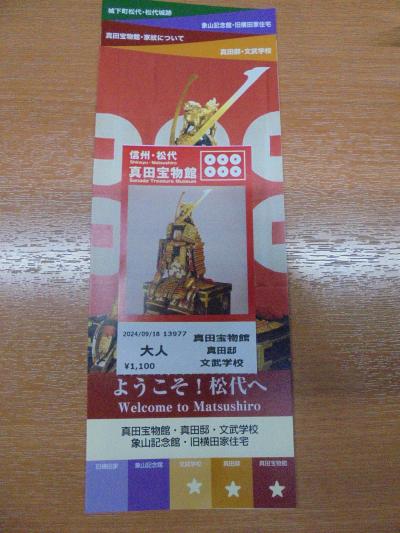 城下町松代・松代城跡
象山記念館・旧横田家住宅
真田宝物館・家紋について
真田邸・文武学校
信州・松代
Shinsyu・Matsushiro
真田宝物館
Sanada Treasure Museum
2024/09/18 13977
大人
¥1,100
真田宝物館
真田邸
文武学校
ようこそ！松代へ
Welcome to Matsushiro
真田宝物館・真田邸・文武学校
象山記念館・旧横田家住宅
旧横田家
象山記念館
文武学校
真田邸
真田宝物館